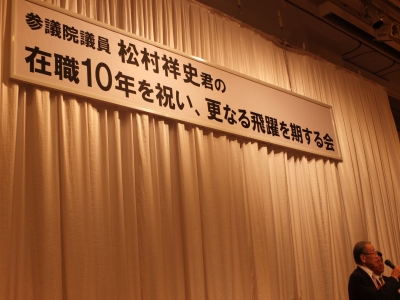 参議院議員 松村祥史君の
在職10年を祝い、更なる飛躍を期する会